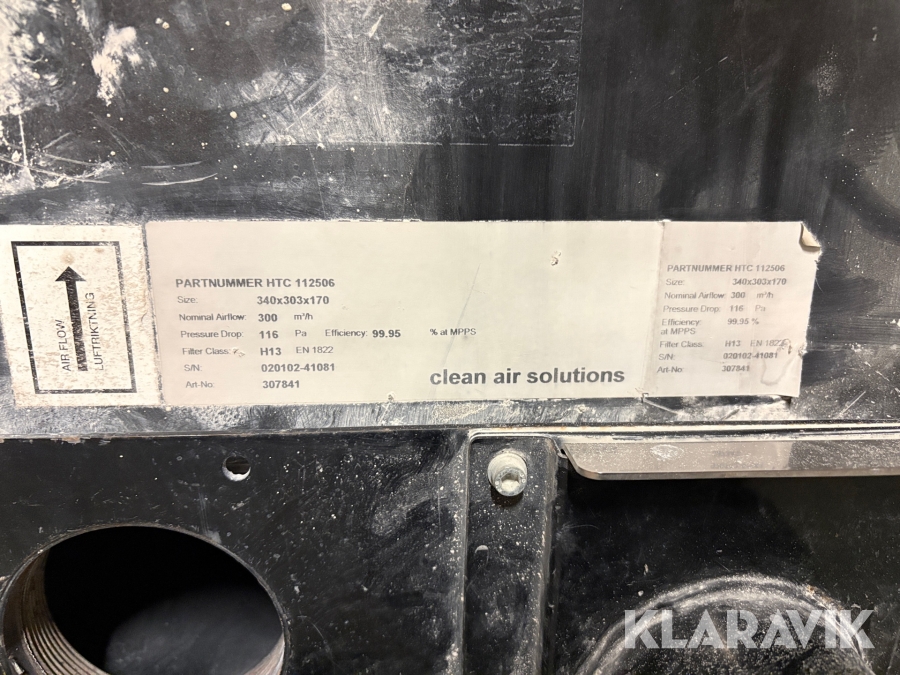 AIR FLOW
LUFTRIKTNING
PARTNUMMER HTC 112506
Size: 340x303x170
Nominal Airflow: 300 m³/h
Pressure Drop: 116 Pa Efficiency: 99.95 % at MPPS
Filter Class: H13 EN 1822
S/N: 020102-41081
Art-No: 307841
clean air solutions
PARTNUMMER HTC 112506
Size: 340x303x170
Nominal Airflow: 300 m³/h
Pressure Drop: 116 Pa
Efficiency: 99.95 %
at MPPS:
Filter Class: H13 EN 1822
S/N: 020102-41081
Art-No: 307841
KLARAVIK